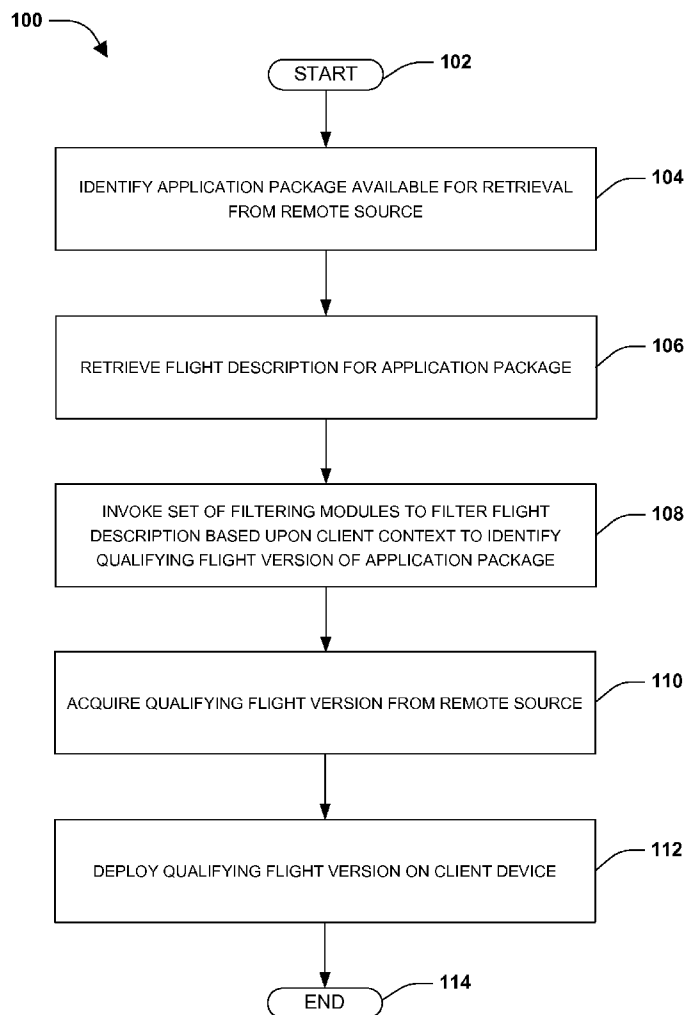 100
START
102
IDENTIFY APPLICATION PACKAGE AVAILABLE FOR RETRIEVAL
FROM REMOTE SOURCE
104
RETRIEVE FLIGHT DESCRIPTION FOR APPLICATION PACKAGE
106
INVOKE SET OF FILTERING MODULES TO FILTER FLIGHT
DESCRIPTION BASED UPON CLIENT CONTEXT TO IDENTIFY
QUALIFYING FLIGHT VERSION OF APPLICATION PACKAGE
108
ACQUIRE QUALIFYING FLIGHT VERSION FROM REMOTE SOURCE
110
DEPLOY QUALIFYING FLIGHT VERSION ON CLIENT DEVICE
112
END
114